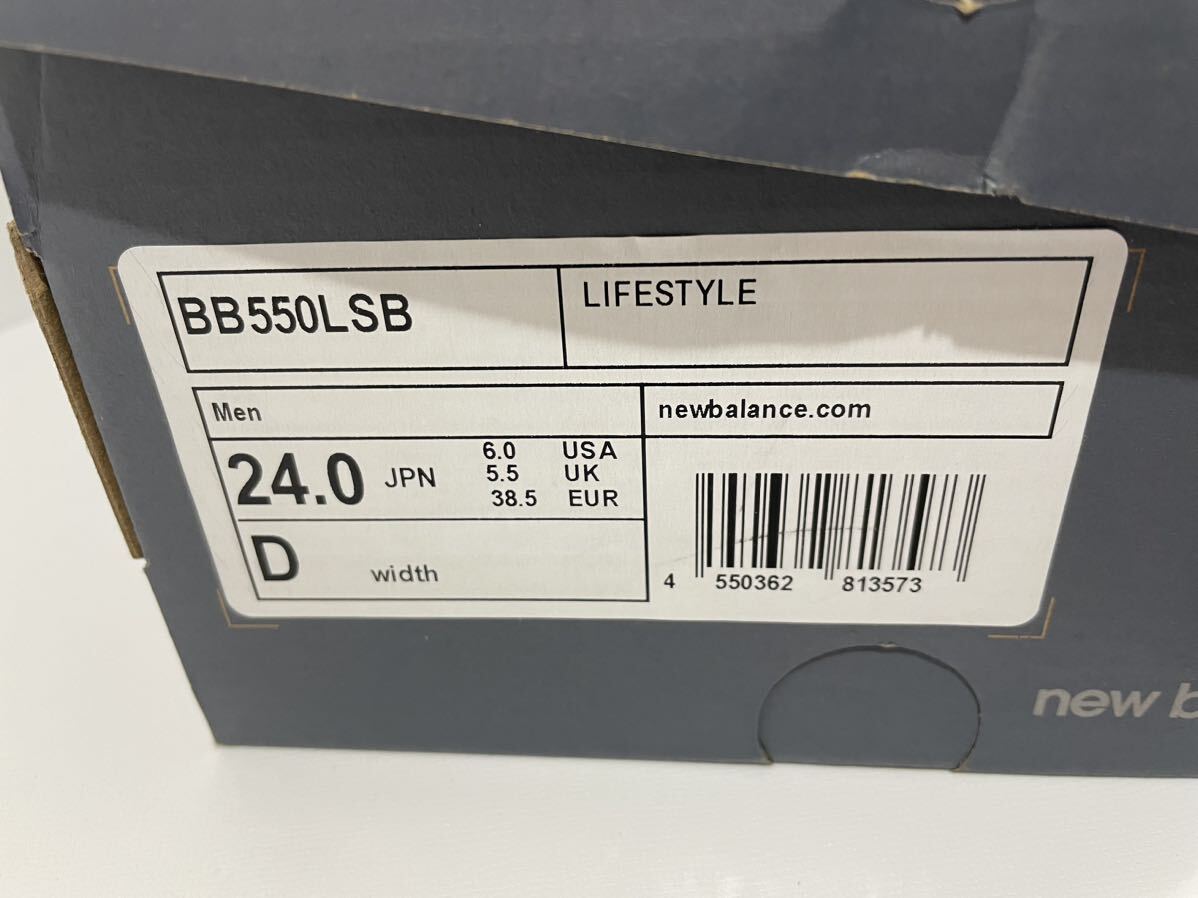 BB550LSB
LIFESTYLE
Men
newbalance.com
24.0 JPN
6.0 USA
5.5 UK
38.5 EUR
D width
4 550362 813573
new b